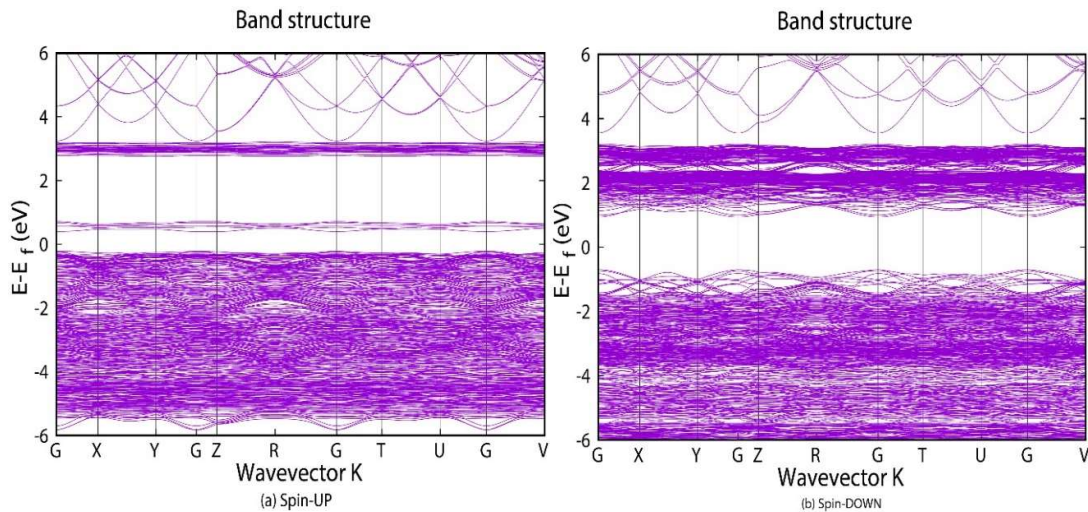 Band structure
6
4
2
0
-2
-4
-6
E-E f (eV)
G X Y G Z R G T U G V
Wavevector K
(a) Spin-UP
Band structure
6
4
2
0
-2
-4
-6
E-E f (eV)
G X Y G Z R G T U G V
Wavevector K
(b) Spin-DOWN